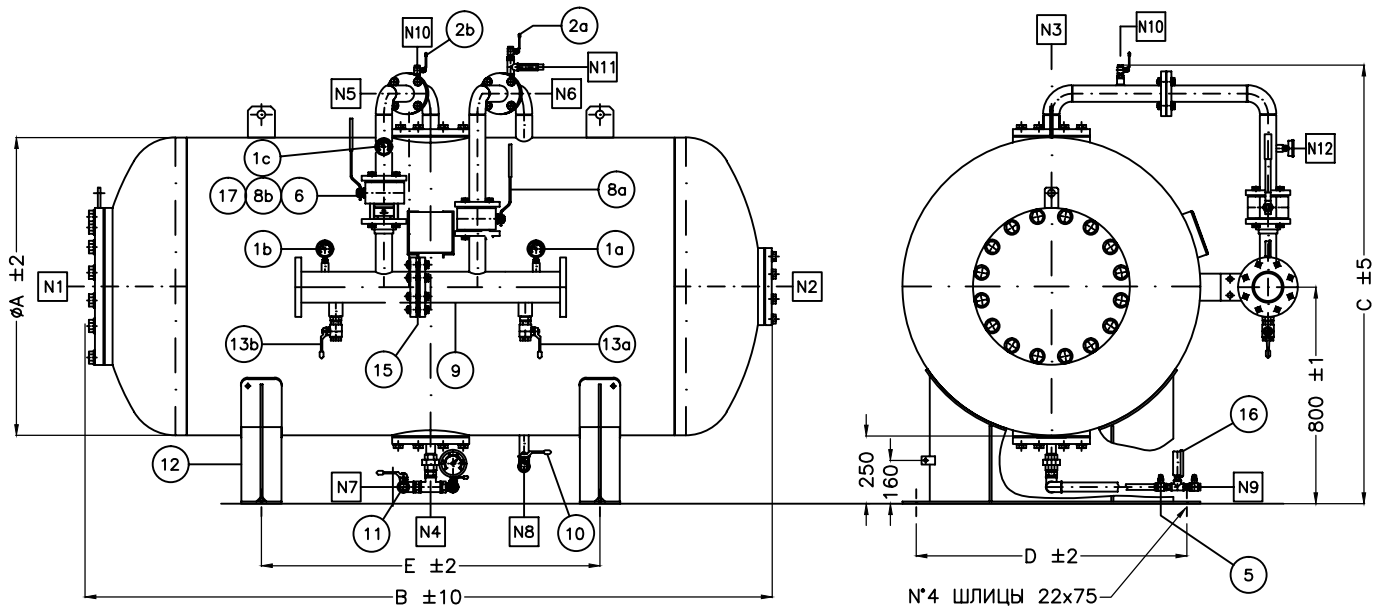 N10
2b
2a
N3
N10
N11
N5
N6
N12
1c
17
8b
6
8a
1b
1a
N1
N2
øA ±2
C ±5
800 ±1
13b
15
9
13a
12
16
250
160
N7
N9
11
N4
N8
10
E ±2
D ±2
5
B ±10
N°4 ШЛИЦЫ 22x75